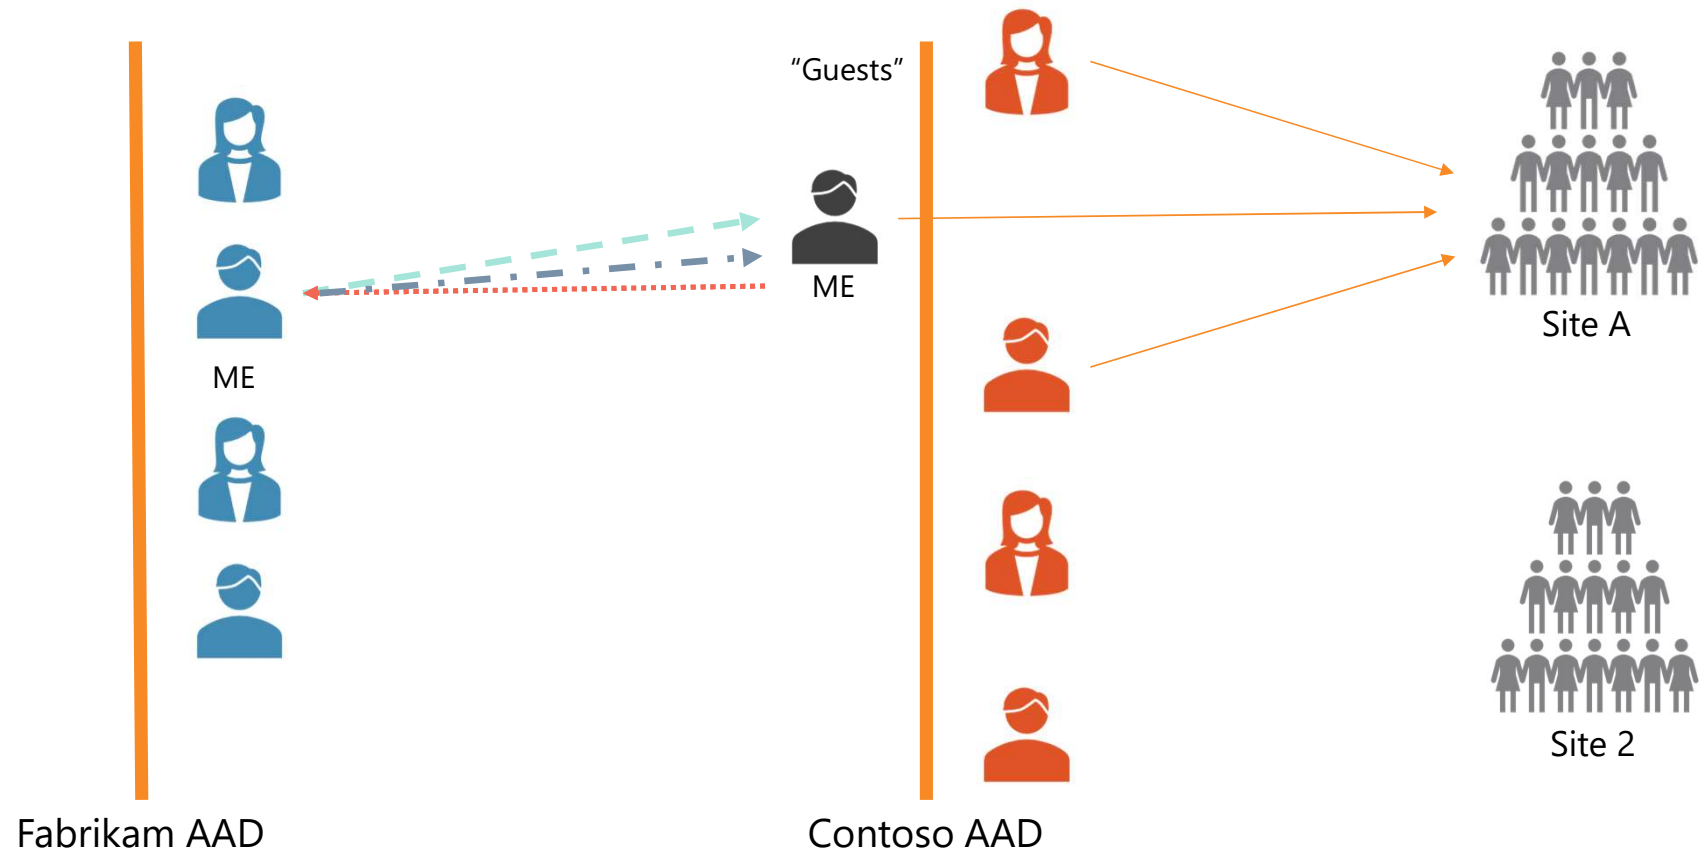 “Guests”
ME
ME
Site A
Site 2
Fabrikam AAD
Contoso AAD